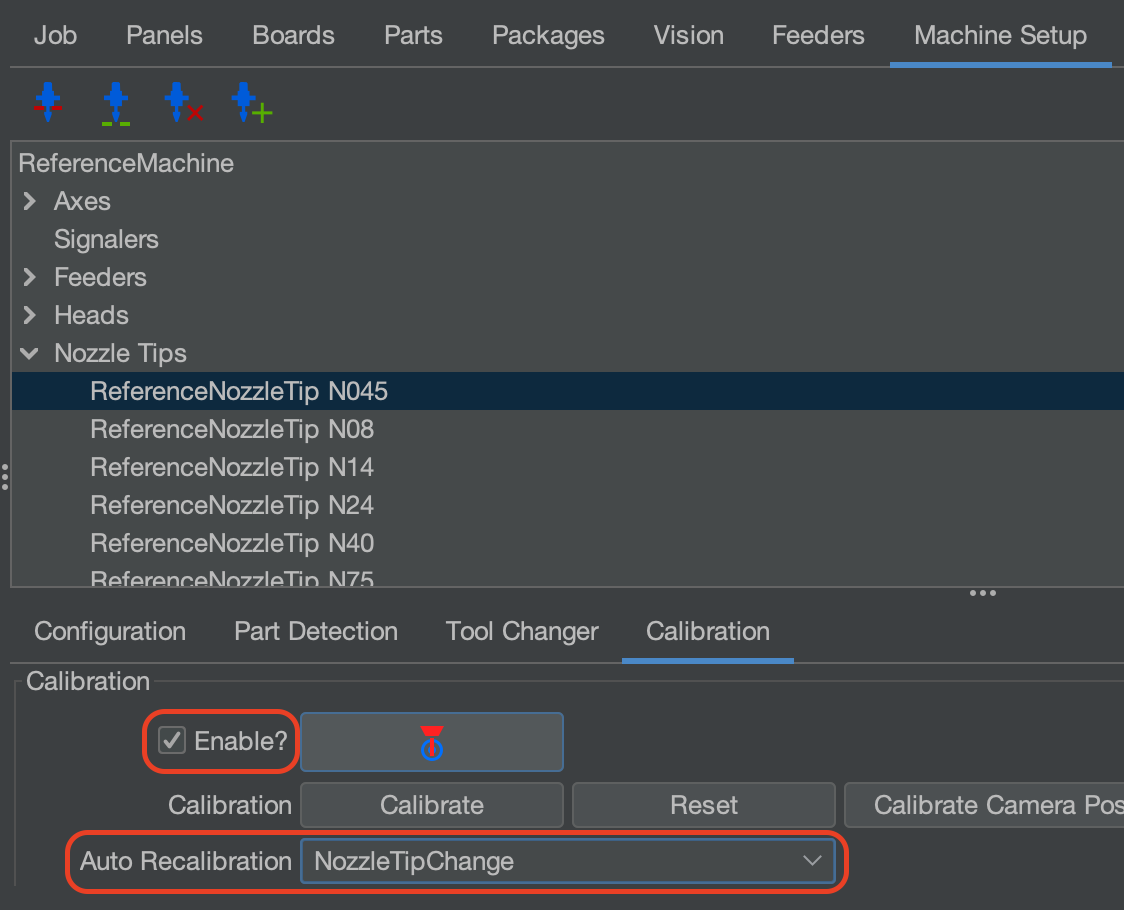 Job Panels Boards Parts Packages Vision Feeders Machine Setup
ReferenceMachine
Axes
Signalers
Feeders
Heads
Nozzle Tips
ReferenceNozzleTip N045
ReferenceNozzleTip N08
ReferenceNozzleTip N14
ReferenceNozzleTip N24
ReferenceNozzleTip N40
ReferenceNozzleTip N75
Configuration Part Detection Tool Changer Calibration
Calibration
Enable?
Calibration Calibrate Reset Calibrate Camera Pos
Auto Recalibration NozzleTipChange